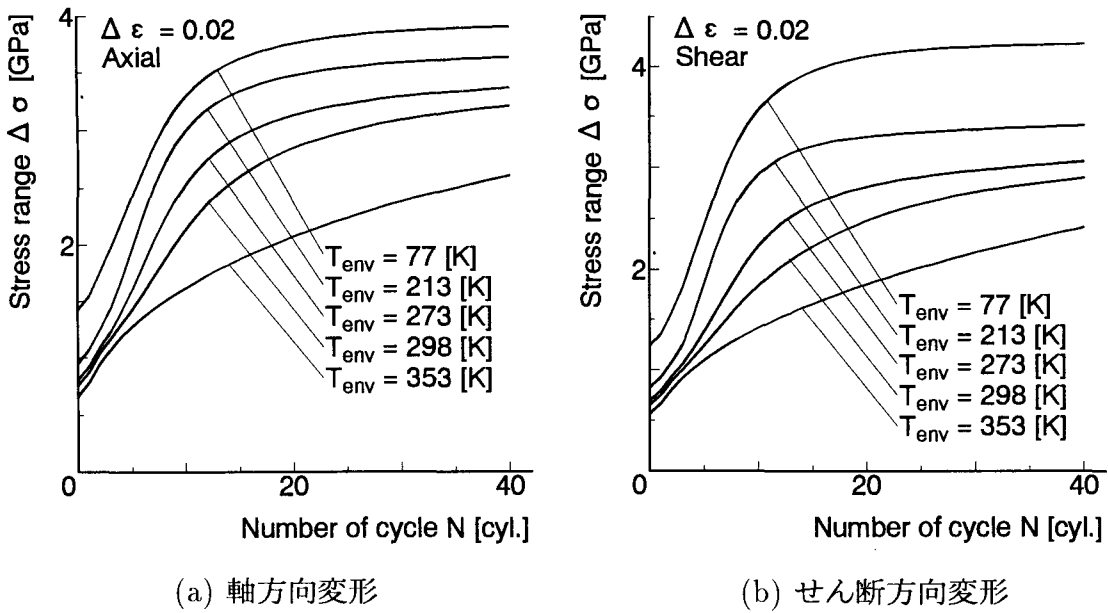 Δ ε = 0.02
Axial
Stress range Δ σ [GPa]
4
2
0
20
40
T_env = 77 [K]
T_env = 213 [K]
T_env = 273 [K]
T_env = 298 [K]
T_env = 353 [K]
Number of cycle N [cyl.]
(a) 軸方向変形
Δ ε = 0.02
Shear
Stress range Δ σ [GPa]
4
2
0
20
40
T_env = 77 [K]
T_env = 213 [K]
T_env = 273 [K]
T_env = 298 [K]
T_env = 353 [K]
Number of cycle N [cyl.]
(b) せん断方向変形